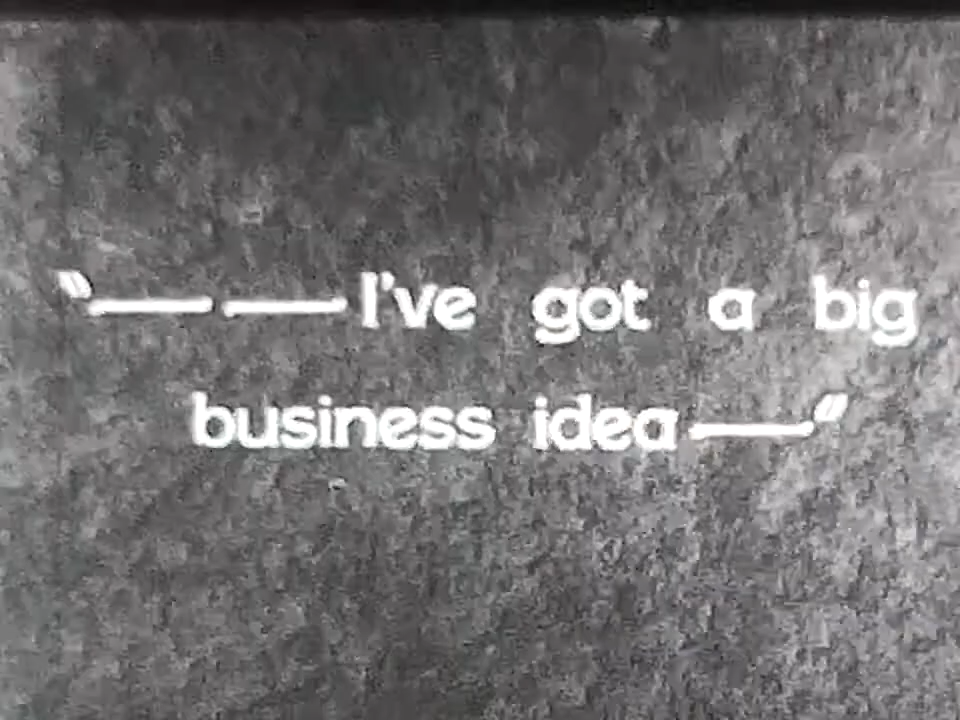 "— — I've got a big
business idea —"